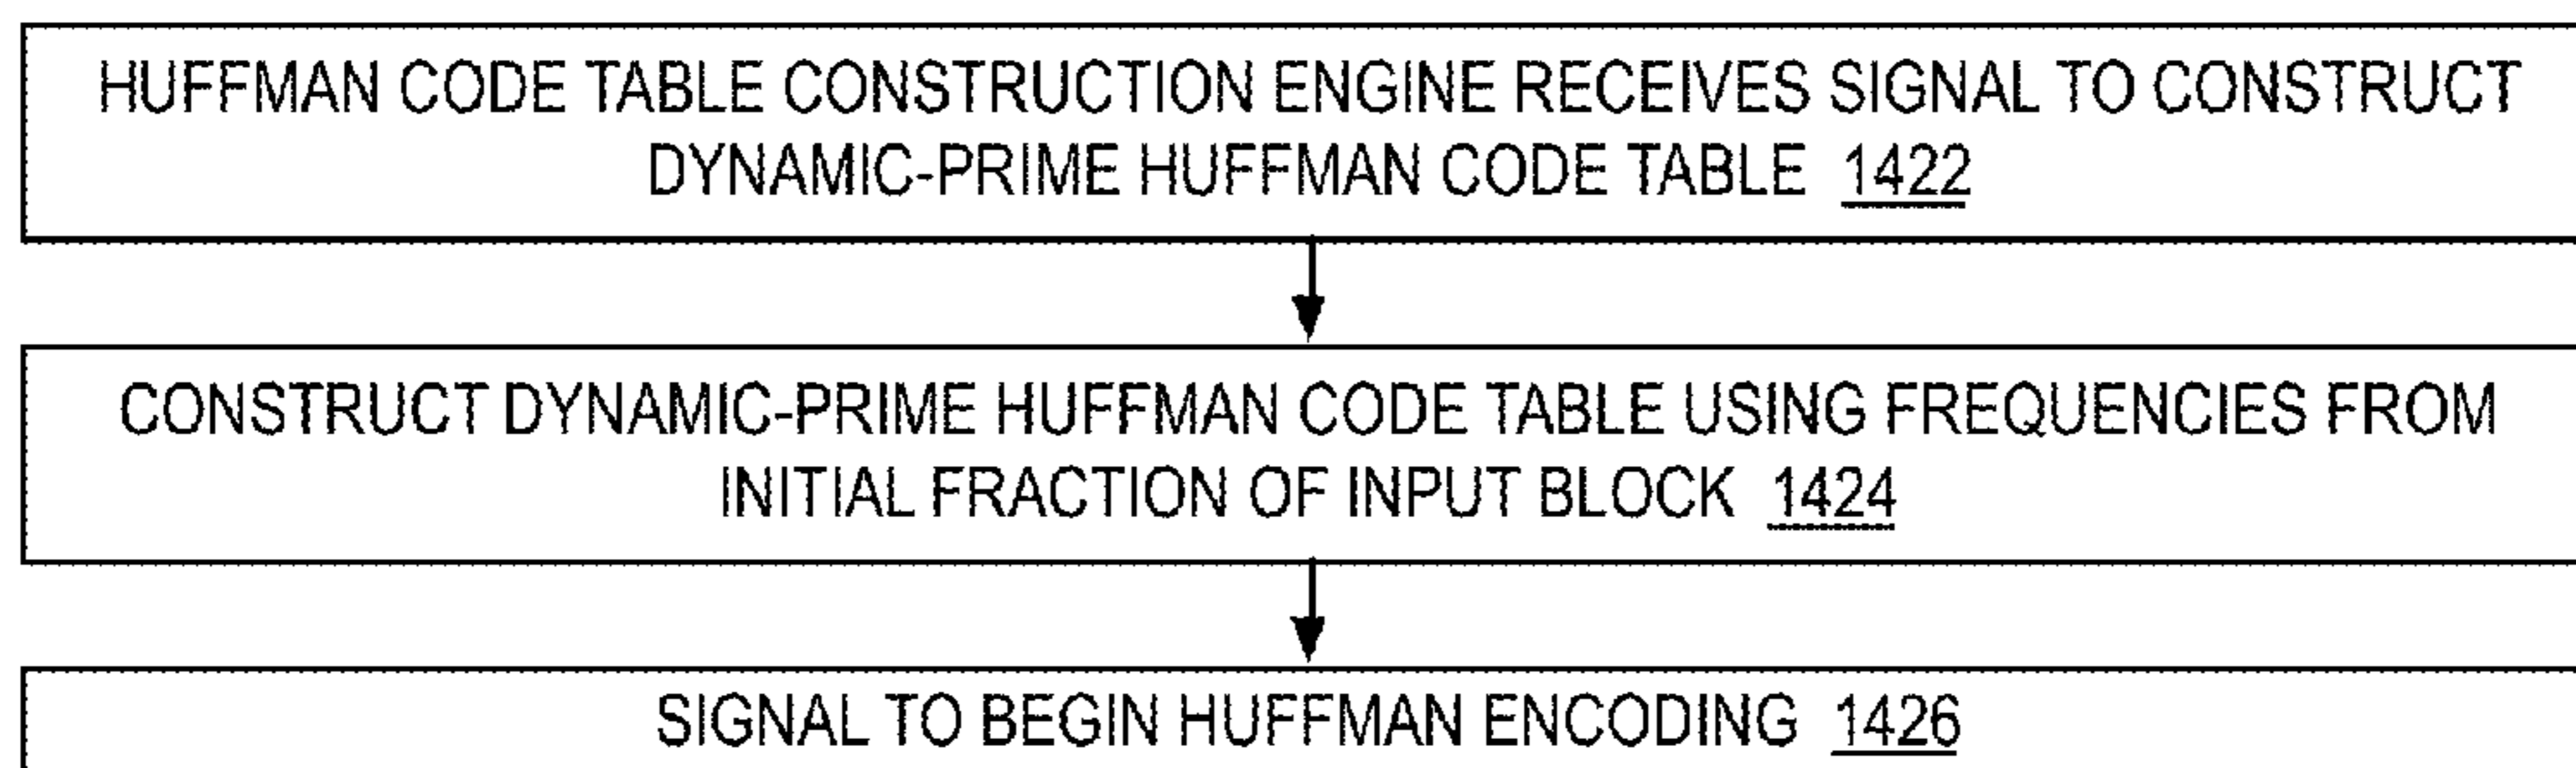 HUFFMAN CODE TABLE CONSTRUCTION ENGINE RECEIVES SIGNAL TO CONSTRUCT
DYNAMIC-PRIME HUFFMAN CODE TABLE 1422
CONSTRUCT DYNAMIC-PRIME HUFFMAN CODE TABLE USING FREQUENCIES FROM
INITIAL FRACTION OF INPUT BLOCK 1424
SIGNAL TO BEGIN HUFFMAN ENCODING 1426